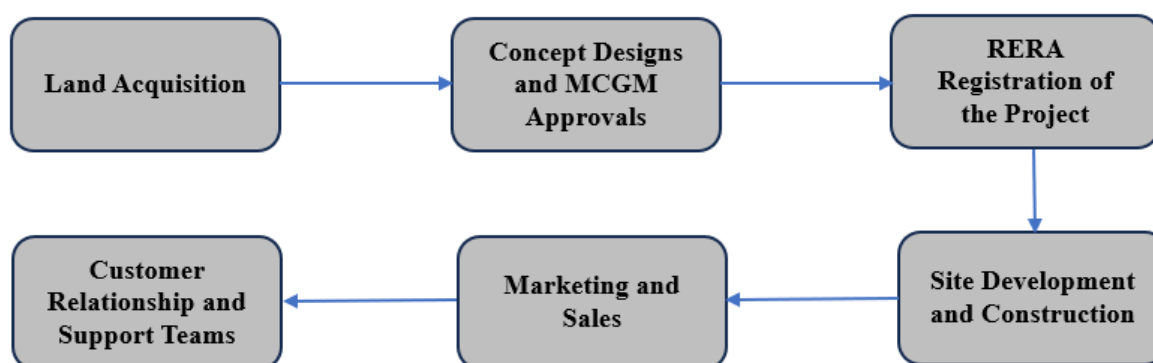 Land Acquisition
Concept Designs
and MCGM
Approvals
RERA
Registration of
the Project
Site Development
and Construction
Marketing and
Sales
Customer
Relationship and
Support Teams